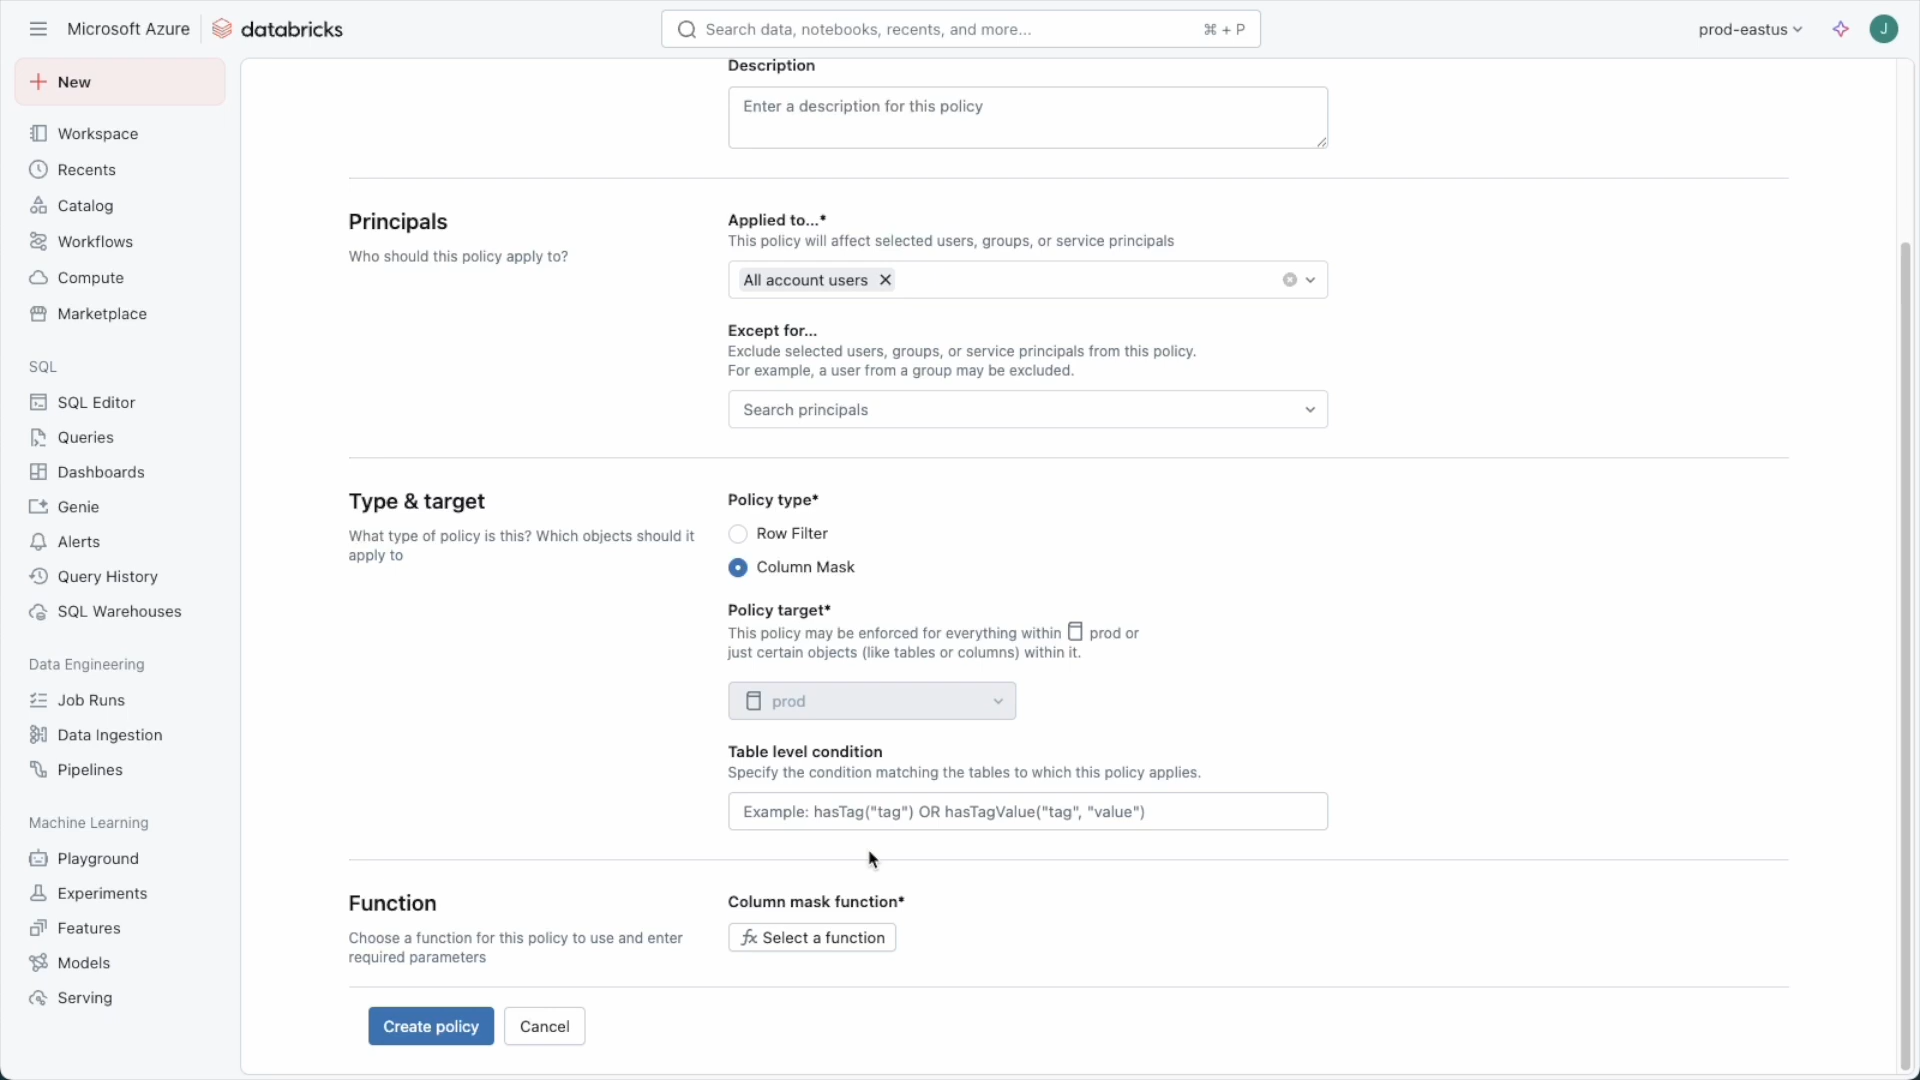 Microsoft Azure
databricks
Search data, notebooks, recents, and more...
⌘ + P
prod-eastus
J
New
Workspace
Recents
Catalog
Workflows
Compute
Marketplace
SQL
SQL Editor
Queries
Dashboards
Genie
Alerts
Query History
SQL Warehouses
Data Engineering
Job Runs
Data Ingestion
Pipelines
Machine Learning
Playground
Experiments
Features
Models
Serving
Description
Enter a description for this policy
Principals
Who should this policy apply to?
Applied to...*
This policy will affect selected users, groups, or service principals
All account users
Except for...
Exclude selected users, groups, or service principals from this policy.
For example, a user from a group may be excluded.
Search principals
Type & target
What type of policy is this? Which objects should it
apply to
Policy type*
Row Filter
Column Mask
Policy target*
This policy may be enforced for everything within prod or
just certain objects (like tables or columns) within it.
prod
Table level condition
Specify the condition matching the tables to which this policy applies.
Example: hasTag("tag") OR hasTagValue("tag", "value")
Function
Choose a function for this policy to use and enter
required parameters
Column mask function*
fx Select a function
Create policy
Cancel